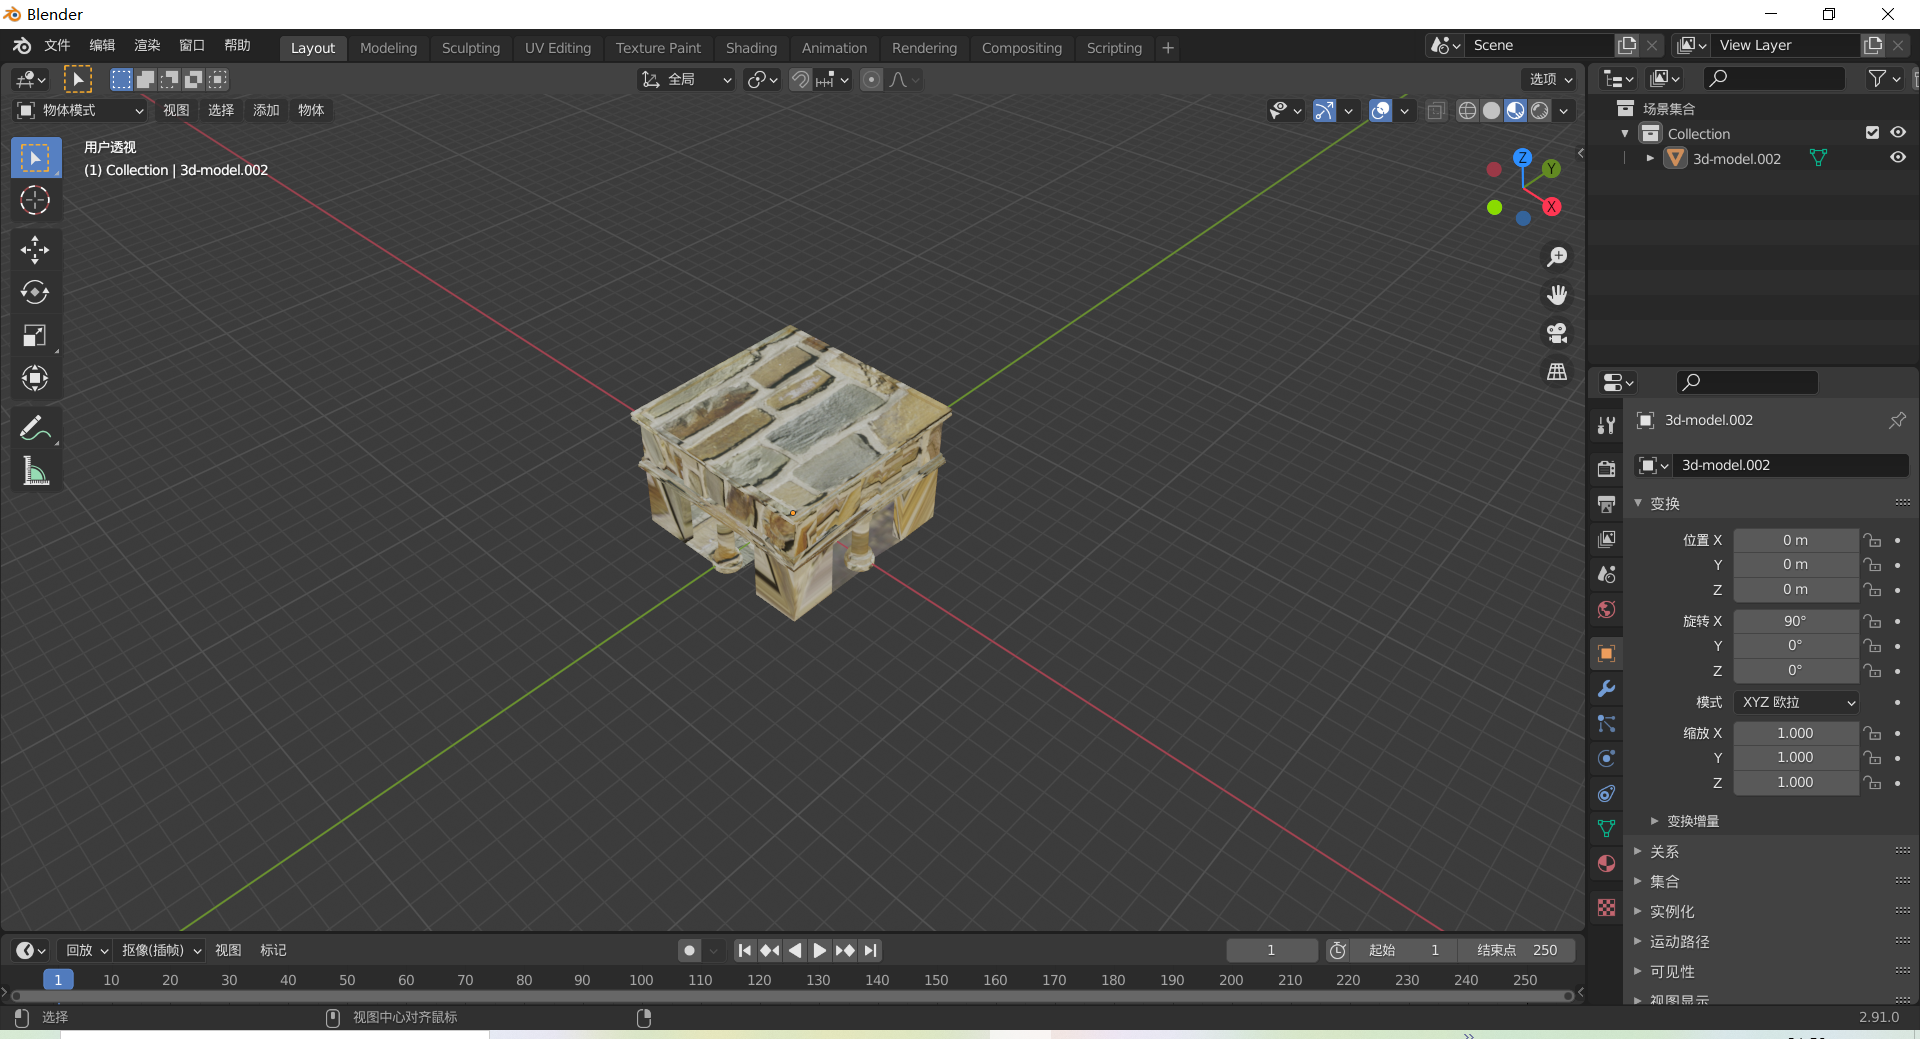 Blender
文件 编辑 渲染 窗口 帮助 Layout Modeling Sculpting UV Editing Texture Paint Shading Animation Rendering Compositing Scripting + Scene View Layer
全局 选项
物体模式 视图 选择 添加 物体
用户透视
(1) Collection | 3d-model.002
Z
Y
X
场景集合
Collection
3d-model.002
3d-model.002
3d-model.002
变换
位置 X 0 m
Y 0 m
Z 0 m
旋转 X 90°
Y 0°
Z 0°
模式 XYZ 欧拉
缩放 X 1.000
Y 1.000
Z 1.000
变换增量
关系
集合
实例化
运动路径
可见性
视图显示
回放 抠像(插帧) 视图 标记 1 起始 1 结束点 250
1 10 20 30 40 50 60 70 80 90 100 110 120 130 140 150 160 170 180 190 200 210 220 230 240 250
选择 视图中心对齐鼠标 2.91.0